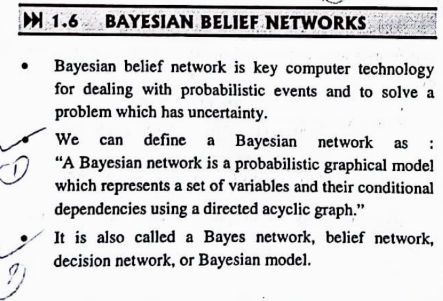 1.6 BAYESIAN BELIEF NETWORKS
• Bayesian belief network is key computer technology
for dealing with probabilistic events and to solve a
problem which has uncertainty.
• We can define a Bayesian network as :
"A Bayesian network is a probabilistic graphical model
which represents a set of variables and their conditional
dependencies using a directed acyclic graph."
1
• It is also called a Bayes network, belief network,
decision network, or Bayesian model.